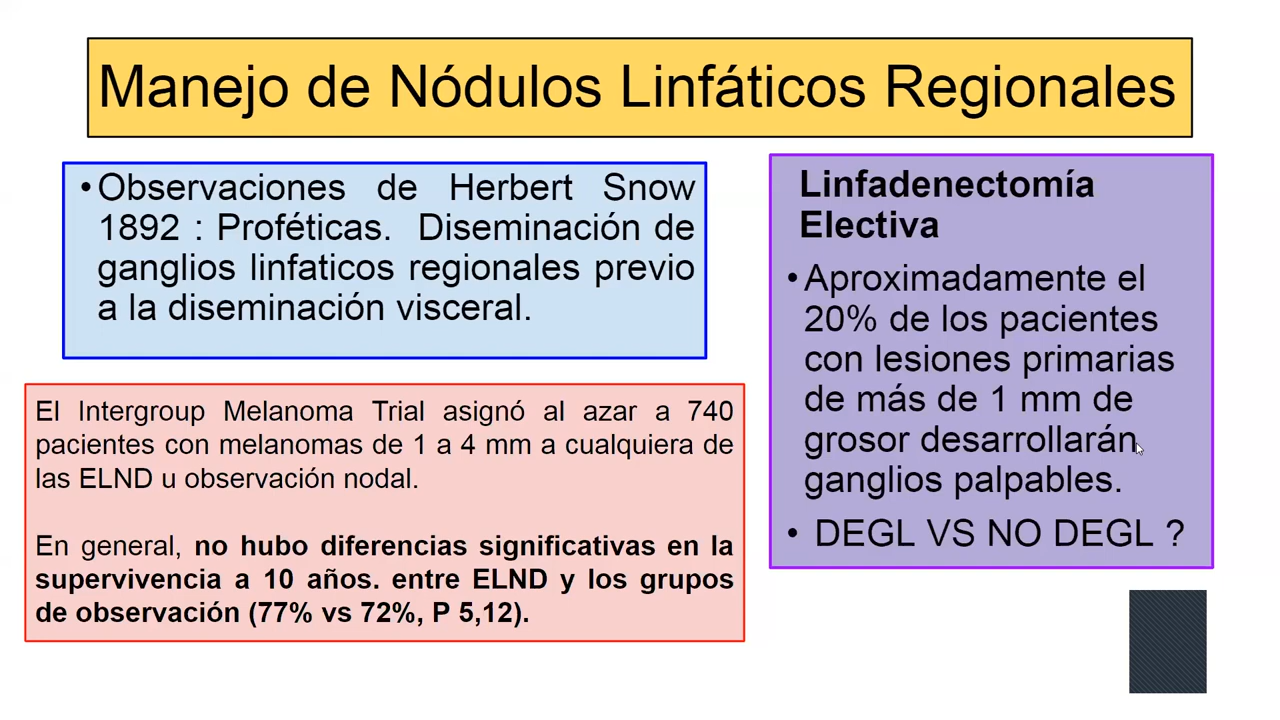 Manejo de Nódulos Linfáticos Regionales
•Observaciones de Herbert Snow
1892 : Proféticas. Diseminación de
ganglios linfaticos regionales previo
a la diseminación visceral.
El Intergroup Melanoma Trial asignó al azar a 740
pacientes con melanomas de 1 a 4 mm a cualquiera de
las ELND u observación nodal.
En general, no hubo diferencias significativas en la
supervivencia a 10 años. entre ELND y los grupos
de observación (77% vs 72%, P 5,12).
Linfadenectomía
Electiva
•Aproximadamente el
20% de los pacientes
con lesiones primarias
de más de 1 mm de
grosor desarrollarán
ganglios palpables.
• DEGL VS NO DEGL ?